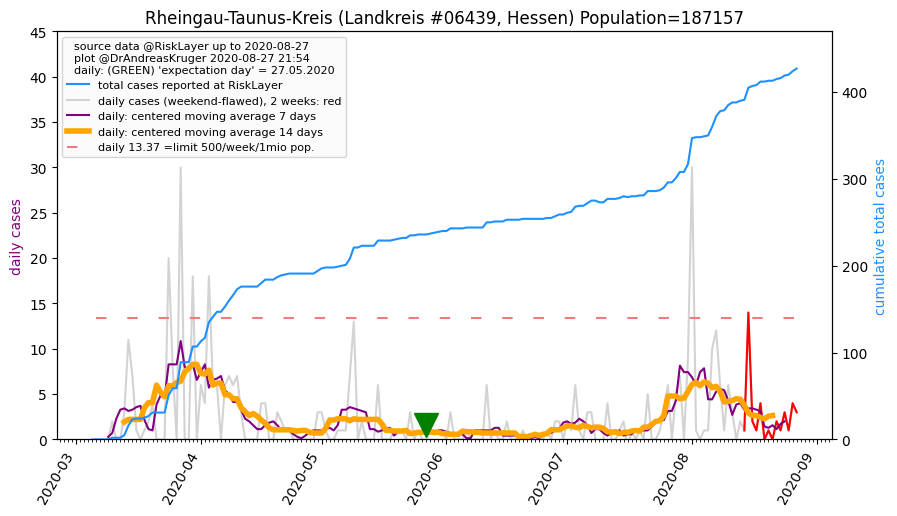 Rheingau-Taunus-Kreis (Landkreis #06439, Hessen) Population=187157
source data @RiskLayer up to 2020-08-27
plot @DrAndreasKruger 2020-08-27 21:54
daily: (GREEN) 'expectation day' = 27.05.2020
total cases reported at RiskLayer
daily cases (weekend-flawed), 2 weeks: red
daily: centered moving average 7 days
daily: centered moving average 14 days
daily 13.37 =limit 500/week/1mio pop.
daily cases
45
40
35
30
25
20
15
10
5
0
400
300
200
100
0
cumulative total cases
2020-03
2020-04
2020-05
2020-06
2020-07
2020-08
2020-09